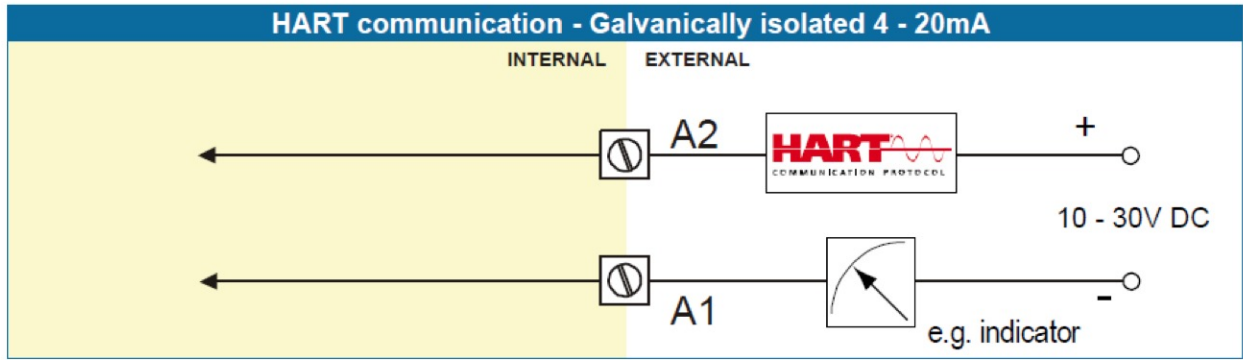 HART communication - Galvanically isolated 4 - 20mA
INTERNAL EXTERNAL
A2
HART
COMMUNICATION PROTOCOL
+
10 - 30V DC
A1
-
e.g. indicator